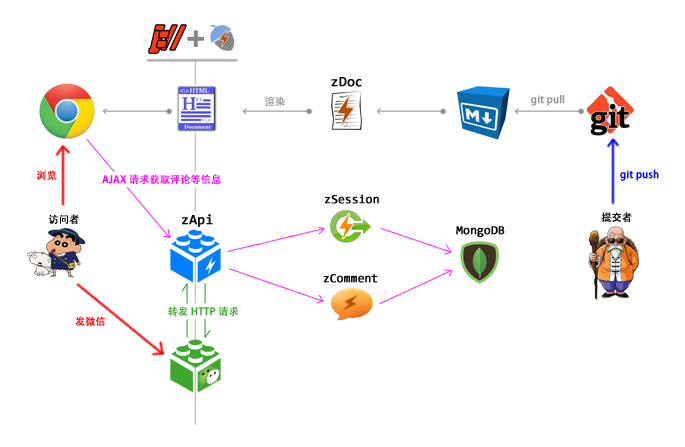 zDoc
<>HTML
H
Document
渲染
M
git pull
git
浏览
AJAX 请求获取评论等信息
git push
访问者
zApi
zSession
MongoDB
提交者
zComment
转发 HTTP 请求
发微信